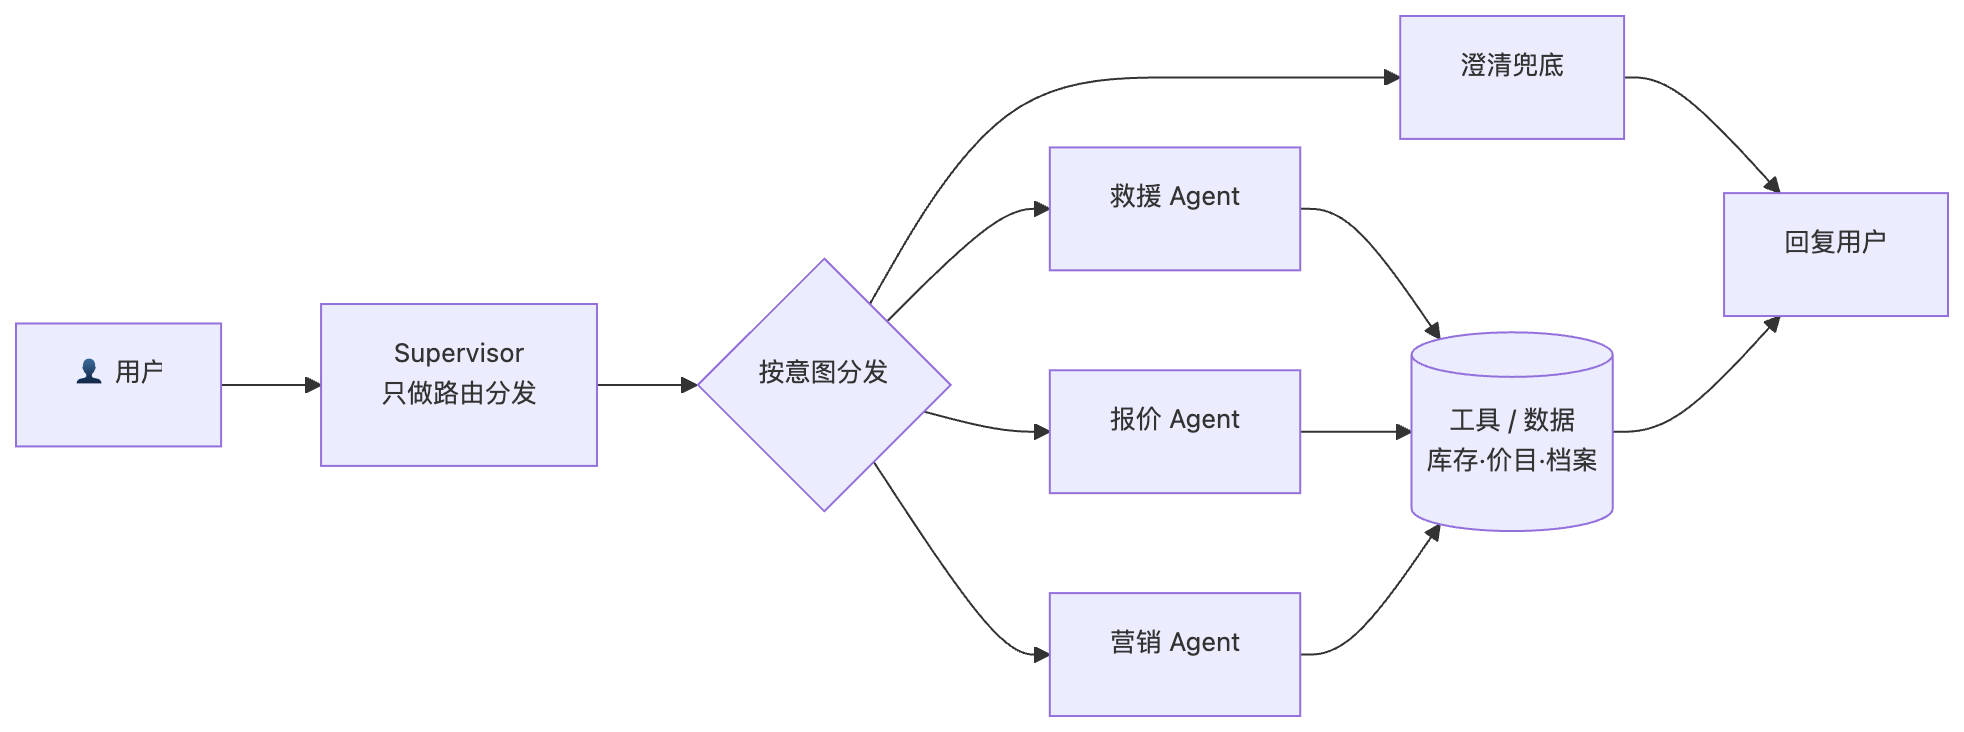 👤 用户
Supervisor
只做路由分发
按意图分发
澄清兜底
救援 Agent
报价 Agent
营销 Agent
工具 / 数据
库存·价目·档案
回复用户